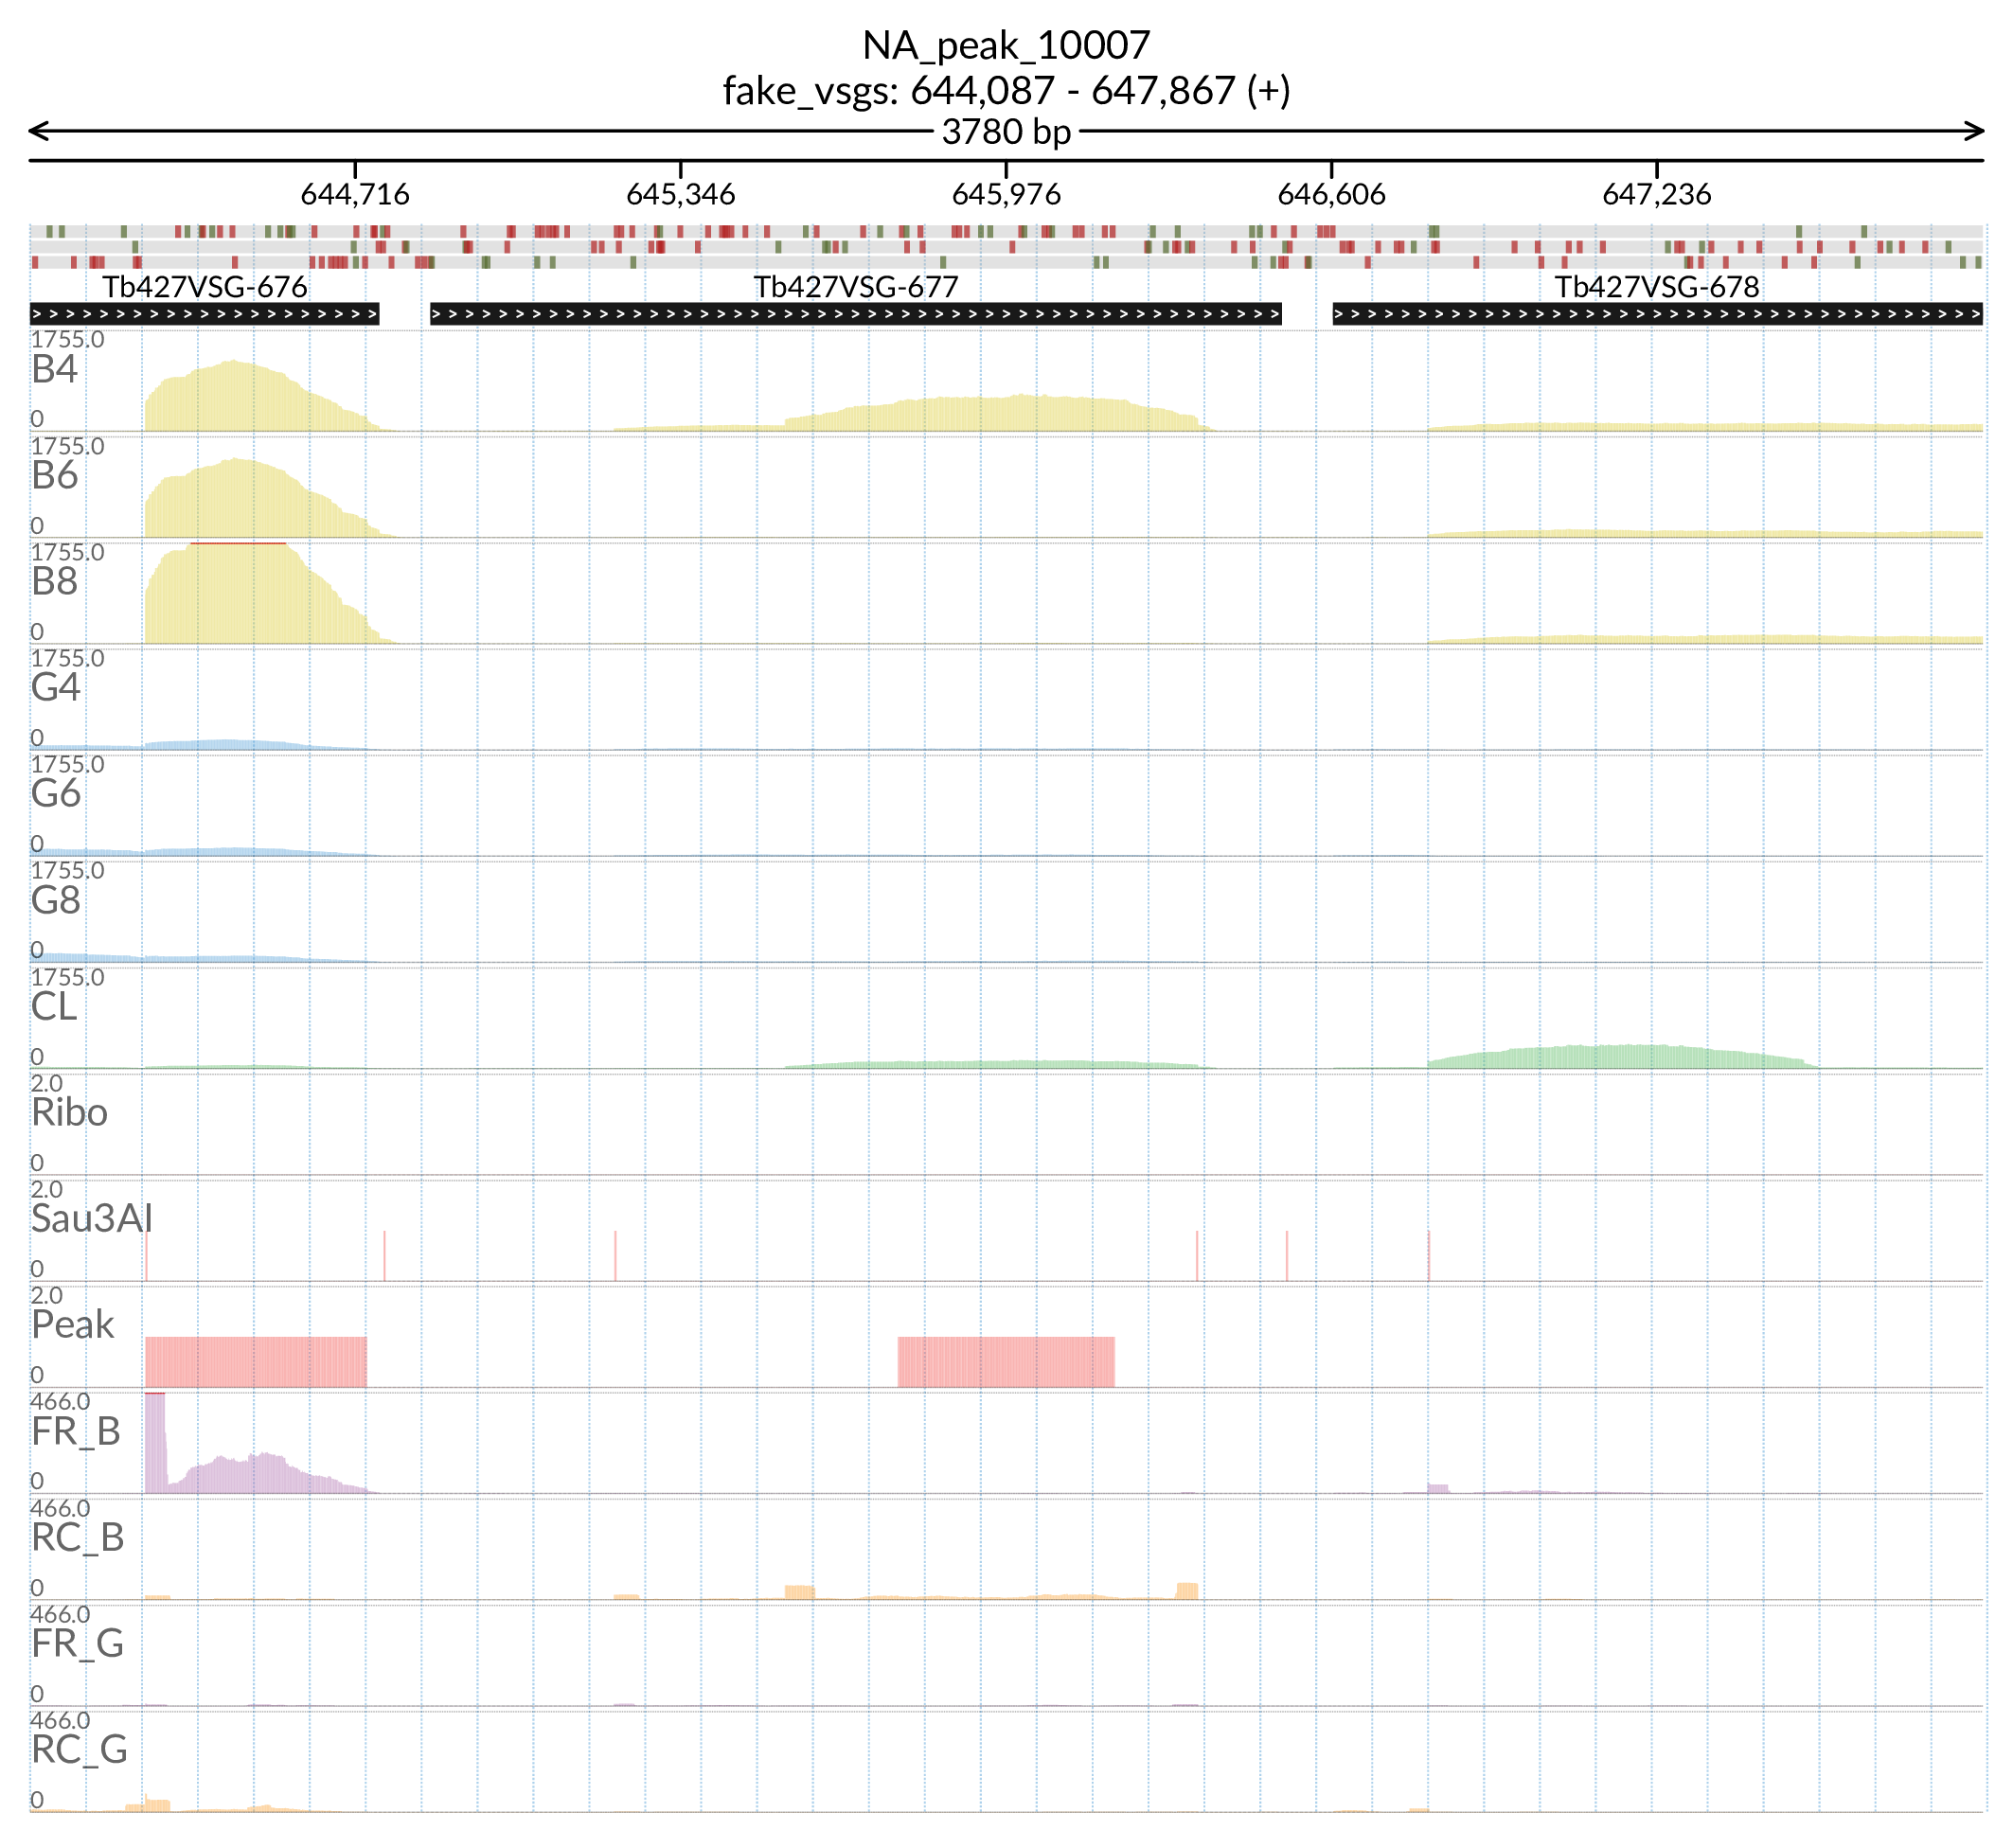 NA_peak_10007
fake_vsgs: 644,087 - 647,867 (+)
3780 bp
644,716 645,346 645,976 646,606 647,236
Tb427VSG-676 Tb427VSG-677 Tb427VSG-678
1755.0
B4
0
1755.0
B6
0
1755.0
B8
0
1755.0
G4
0
1755.0
G6
0
1755.0
G8
0
1755.0
CL
0
2.0
Ribo
0
2.0
Sau3AI
0
2.0
Peak
0
466.0
FR_B
0
466.0
RC_B
0
466.0
FR_G
0
466.0
RC_G
0